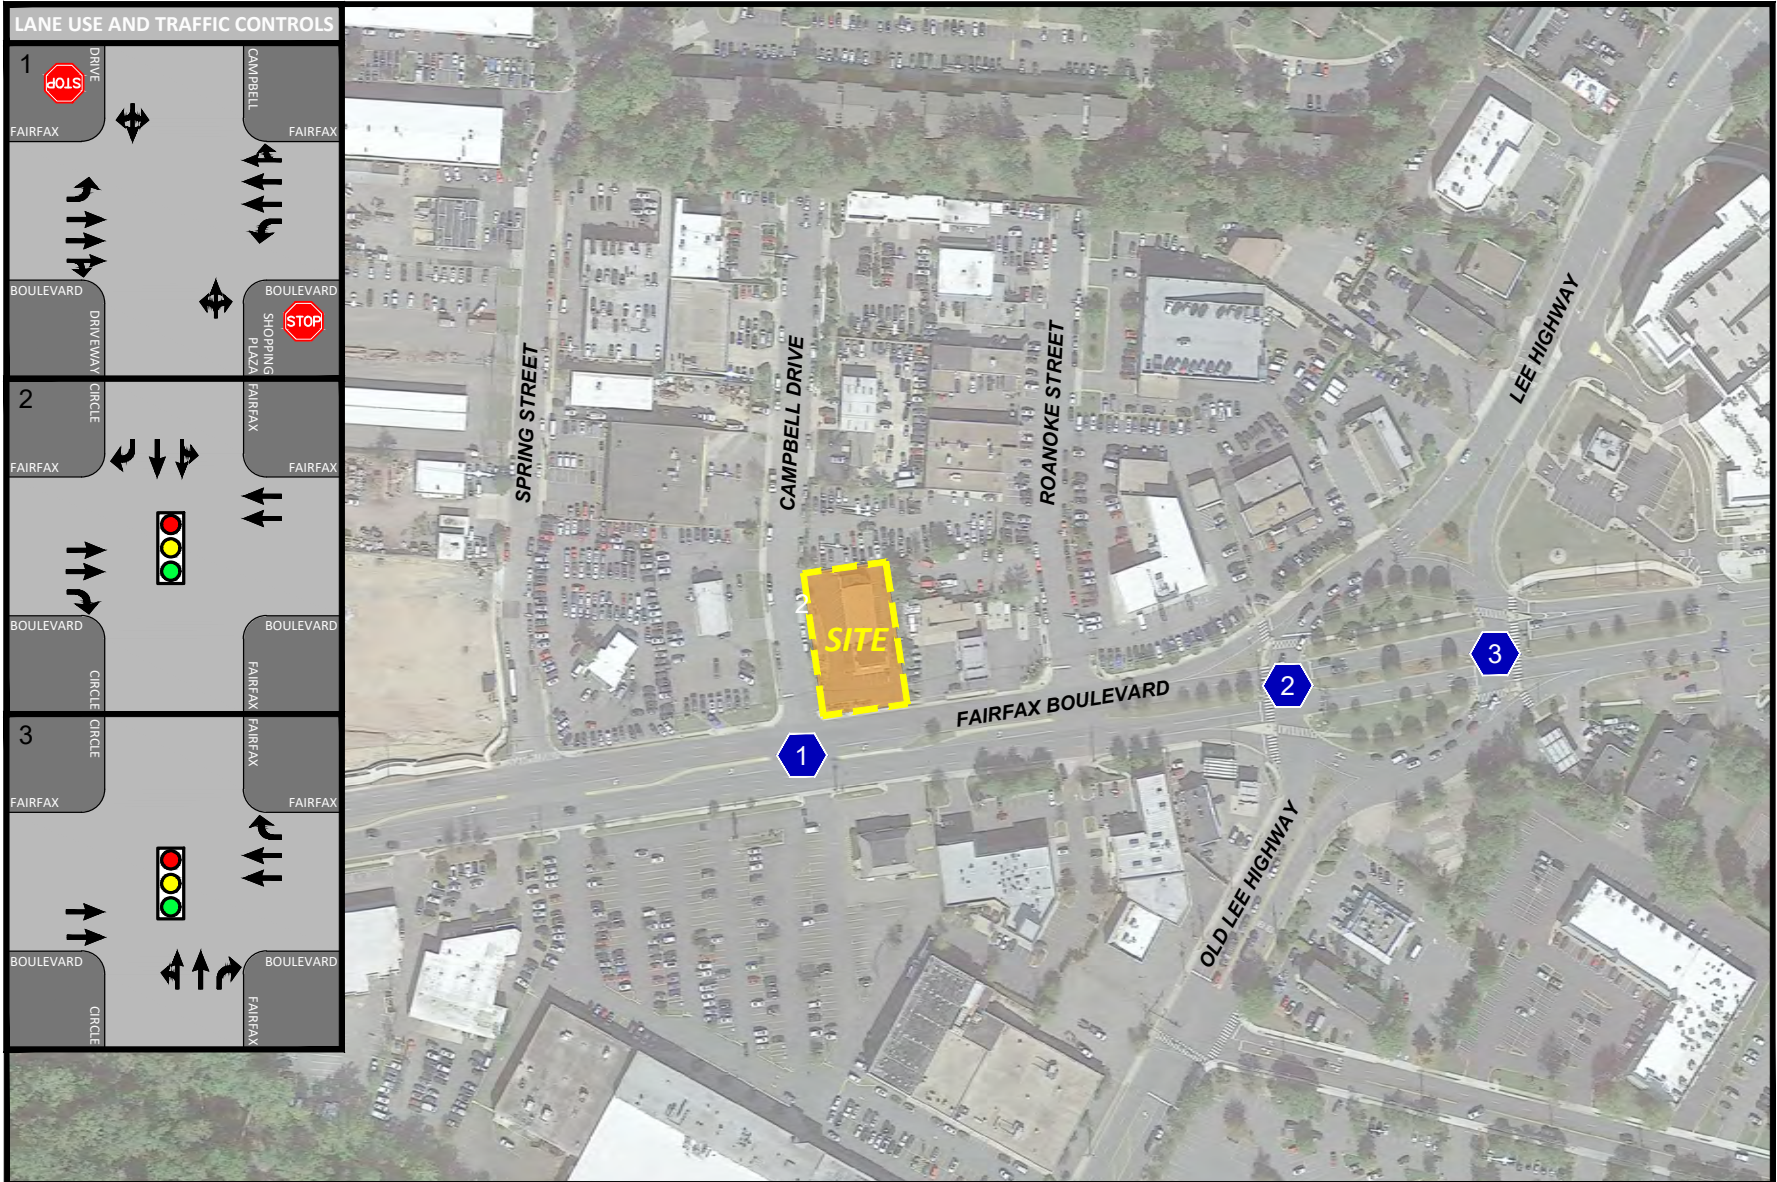 LANE USE AND TRAFFIC CONTROLS
1
STOP
DRIVE
CAMPBELL
FAIRFAX
FAIRFAX
BOULEVARD
BOULEVARD
DRIVEWAY
SHOPPING
PLAZA
STOP
2
CIRCLE
FAIRFAX
FAIRFAX
FAIRFAX
BOULEVARD
BOULEVARD
CIRCLE
FAIRFAX
3
CIRCLE
FAIRFAX
FAIRFAX
FAIRFAX
BOULEVARD
BOULEVARD
CIRCLE
FAIRFAX
SPRING STREET
CAMPBELL DRIVE
ROANOKE STREET
LEE HIGHWAY
2
SITE
FAIRFAX BOULEVARD
1
2
3
OLD LEE HIGHWAY